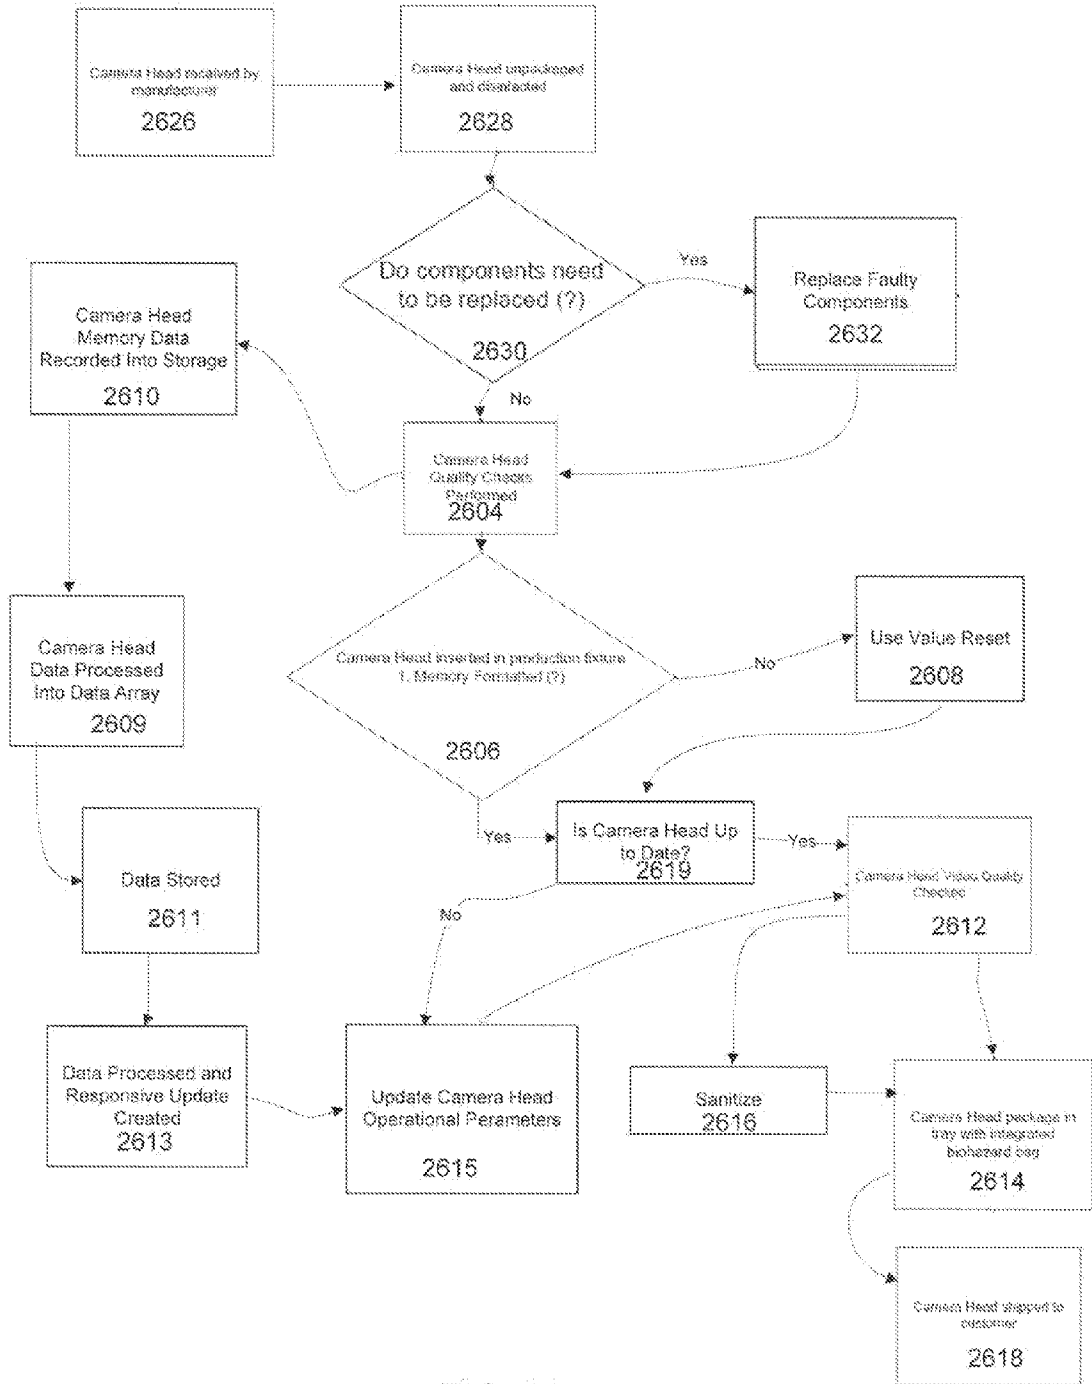 Camera Head received by
manufacturer
2626
Camera Head unpackaged
and disinfected
2628
Do components need
to be replaced (?)
2630
Yes
Replace Faulty
Components
2632
No
Camera Head
Memory Data
Recorded Into Storage
2610
Camera Head
Quality Checks
Performed
2604
Camera Head
Data Processed
Into Data Array
2609
Camera Head inserted in production fixture
1. Memory Formatted (?)
2606
No
Use Value Reset
2608
Yes
Is Camera Head Up
to Date?
2619
Yes
Camera Head Video Quality
Checked
2612
Data Stored
2611
No
Data Processed and
Responsive Update
Created
2613
Update Camera Head
Operational Perameters
2615
Sanitize
2616
Camera Head package in
tray with integrated
biohazard bag
2614
Camera Head shipped to
customer
2618